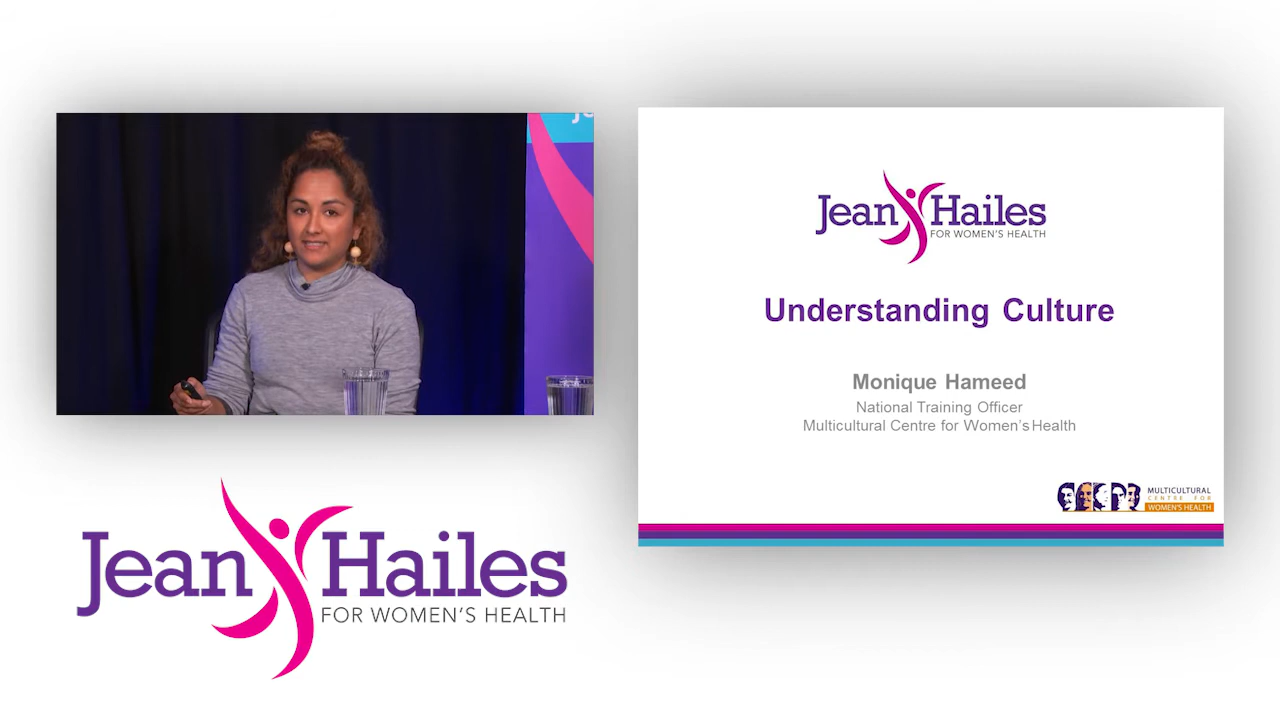 Jean Hailes
FOR WOMEN'S HEALTH
Understanding Culture
Monique Hameed
National Training Officer
Multicultural Centre for Women's Health
MULTICULTURAL
CENTRE FOR
WOMEN'S HEALTH
Jean Hailes
FOR WOMEN'S HEALTH